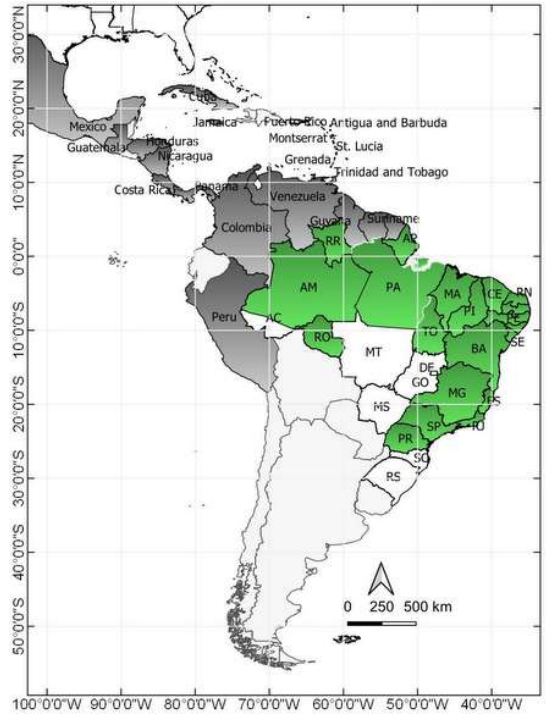 30°0'0"N
20°0'0"N
10°0'0"N
0°0'0"
10°0'0"S
20°0'0"S
30°0'0"S
40°0'0"S
50°0'0"S
Cuba
Mexico
Jamaica
Puerto Rico
Antigua and Barbuda
Guatemala
Honduras
Montserrat
St. Lucia
Nicaragua
Grenada
Trinidad and Tobago
Costa Rica
Panama
Venezuela
Colombia
Guyana
Suriname
RR
AP
AM
PA
MA
CE
RN
Peru
AC
PI
PE
TO
SE
RO
BA
MT
DF
GO
MG
ES
MS
SP
RJ
PR
SC
RS
0 250 500 km
100°0'0"W 90°0'0"W 80°0'0"W 70°0'0"W 60°0'0"W 50°0'0"W 40°0'0"W